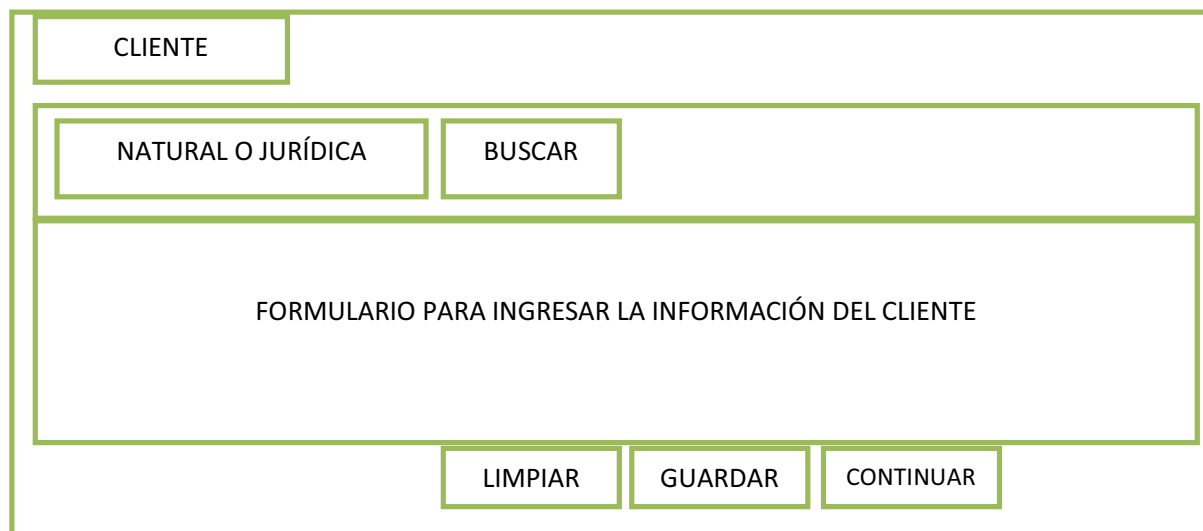 CLIENTE
NATURAL O JURÍDICA
BUSCAR
FORMULARIO PARA INGRESAR LA INFORMACIÓN DEL CLIENTE
LIMPIAR
GUARDAR
CONTINUAR